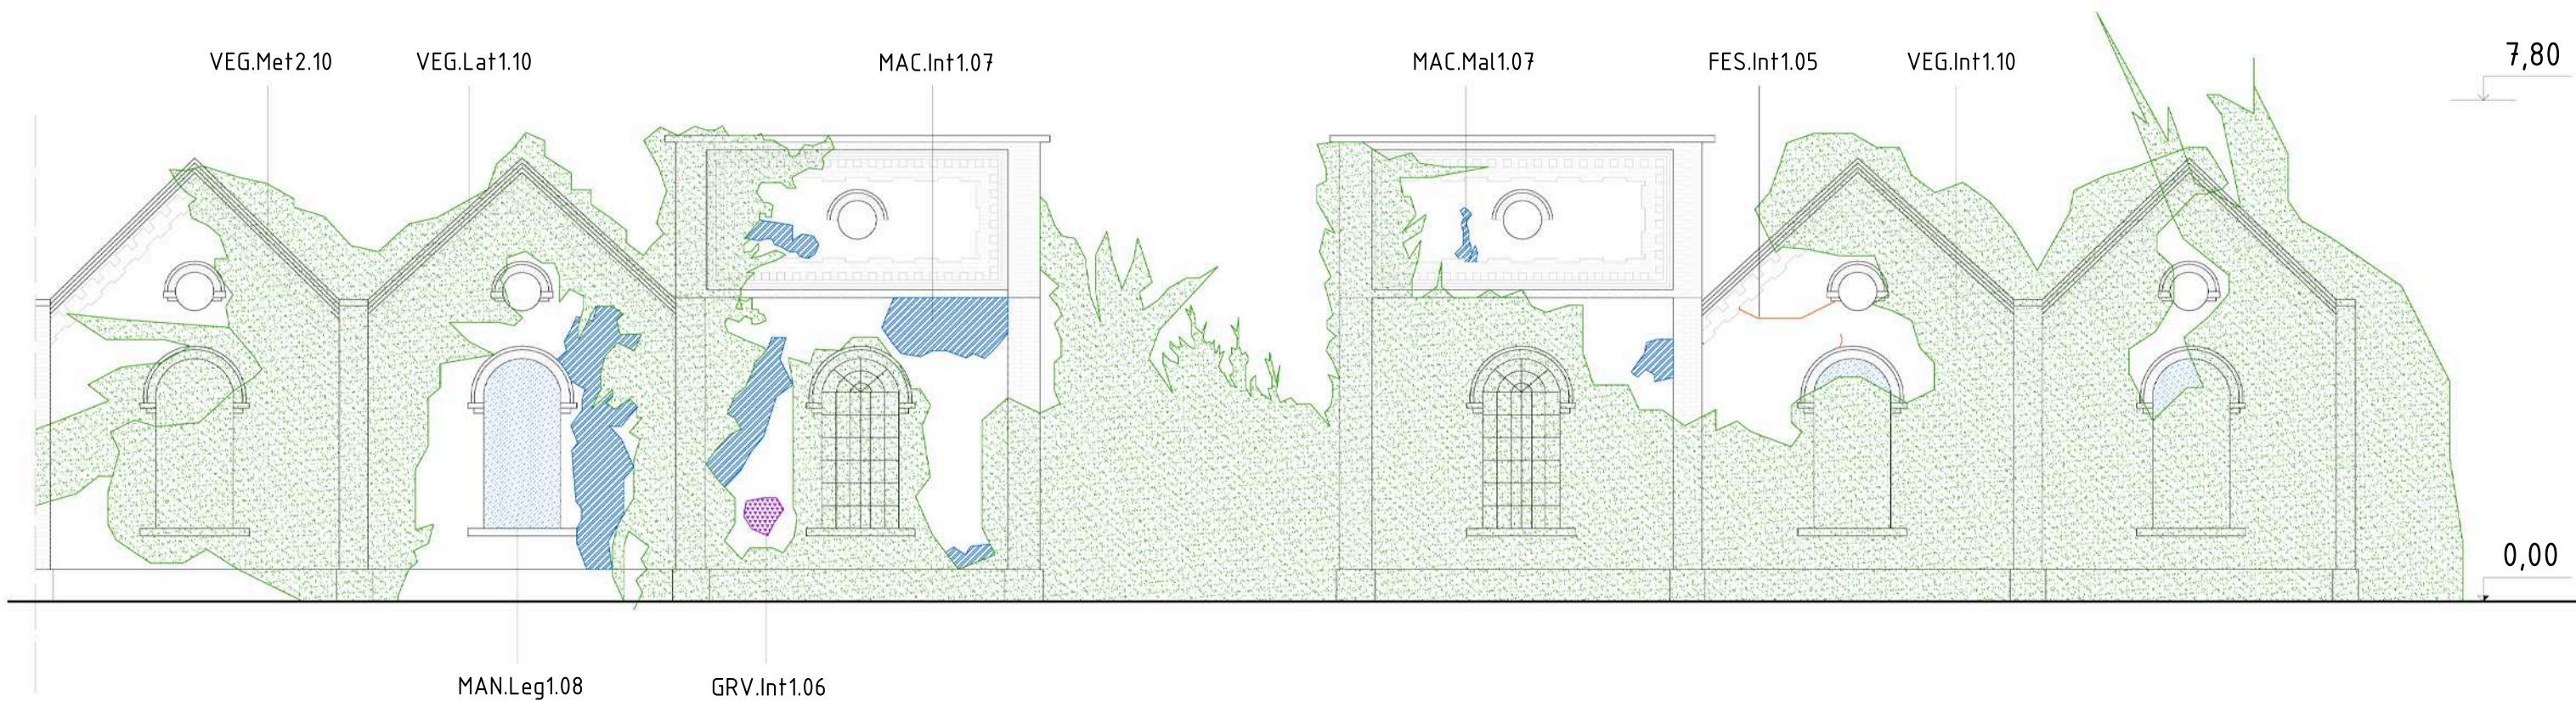 VEG.Met2.10
VEG.Lat1.10
MAC.Int1.07
MAC.Mal1.07
FES.Int1.05
VEG.Int1.10
7,80
0,00
MAN.Leg1.08
GRV.Int1.06